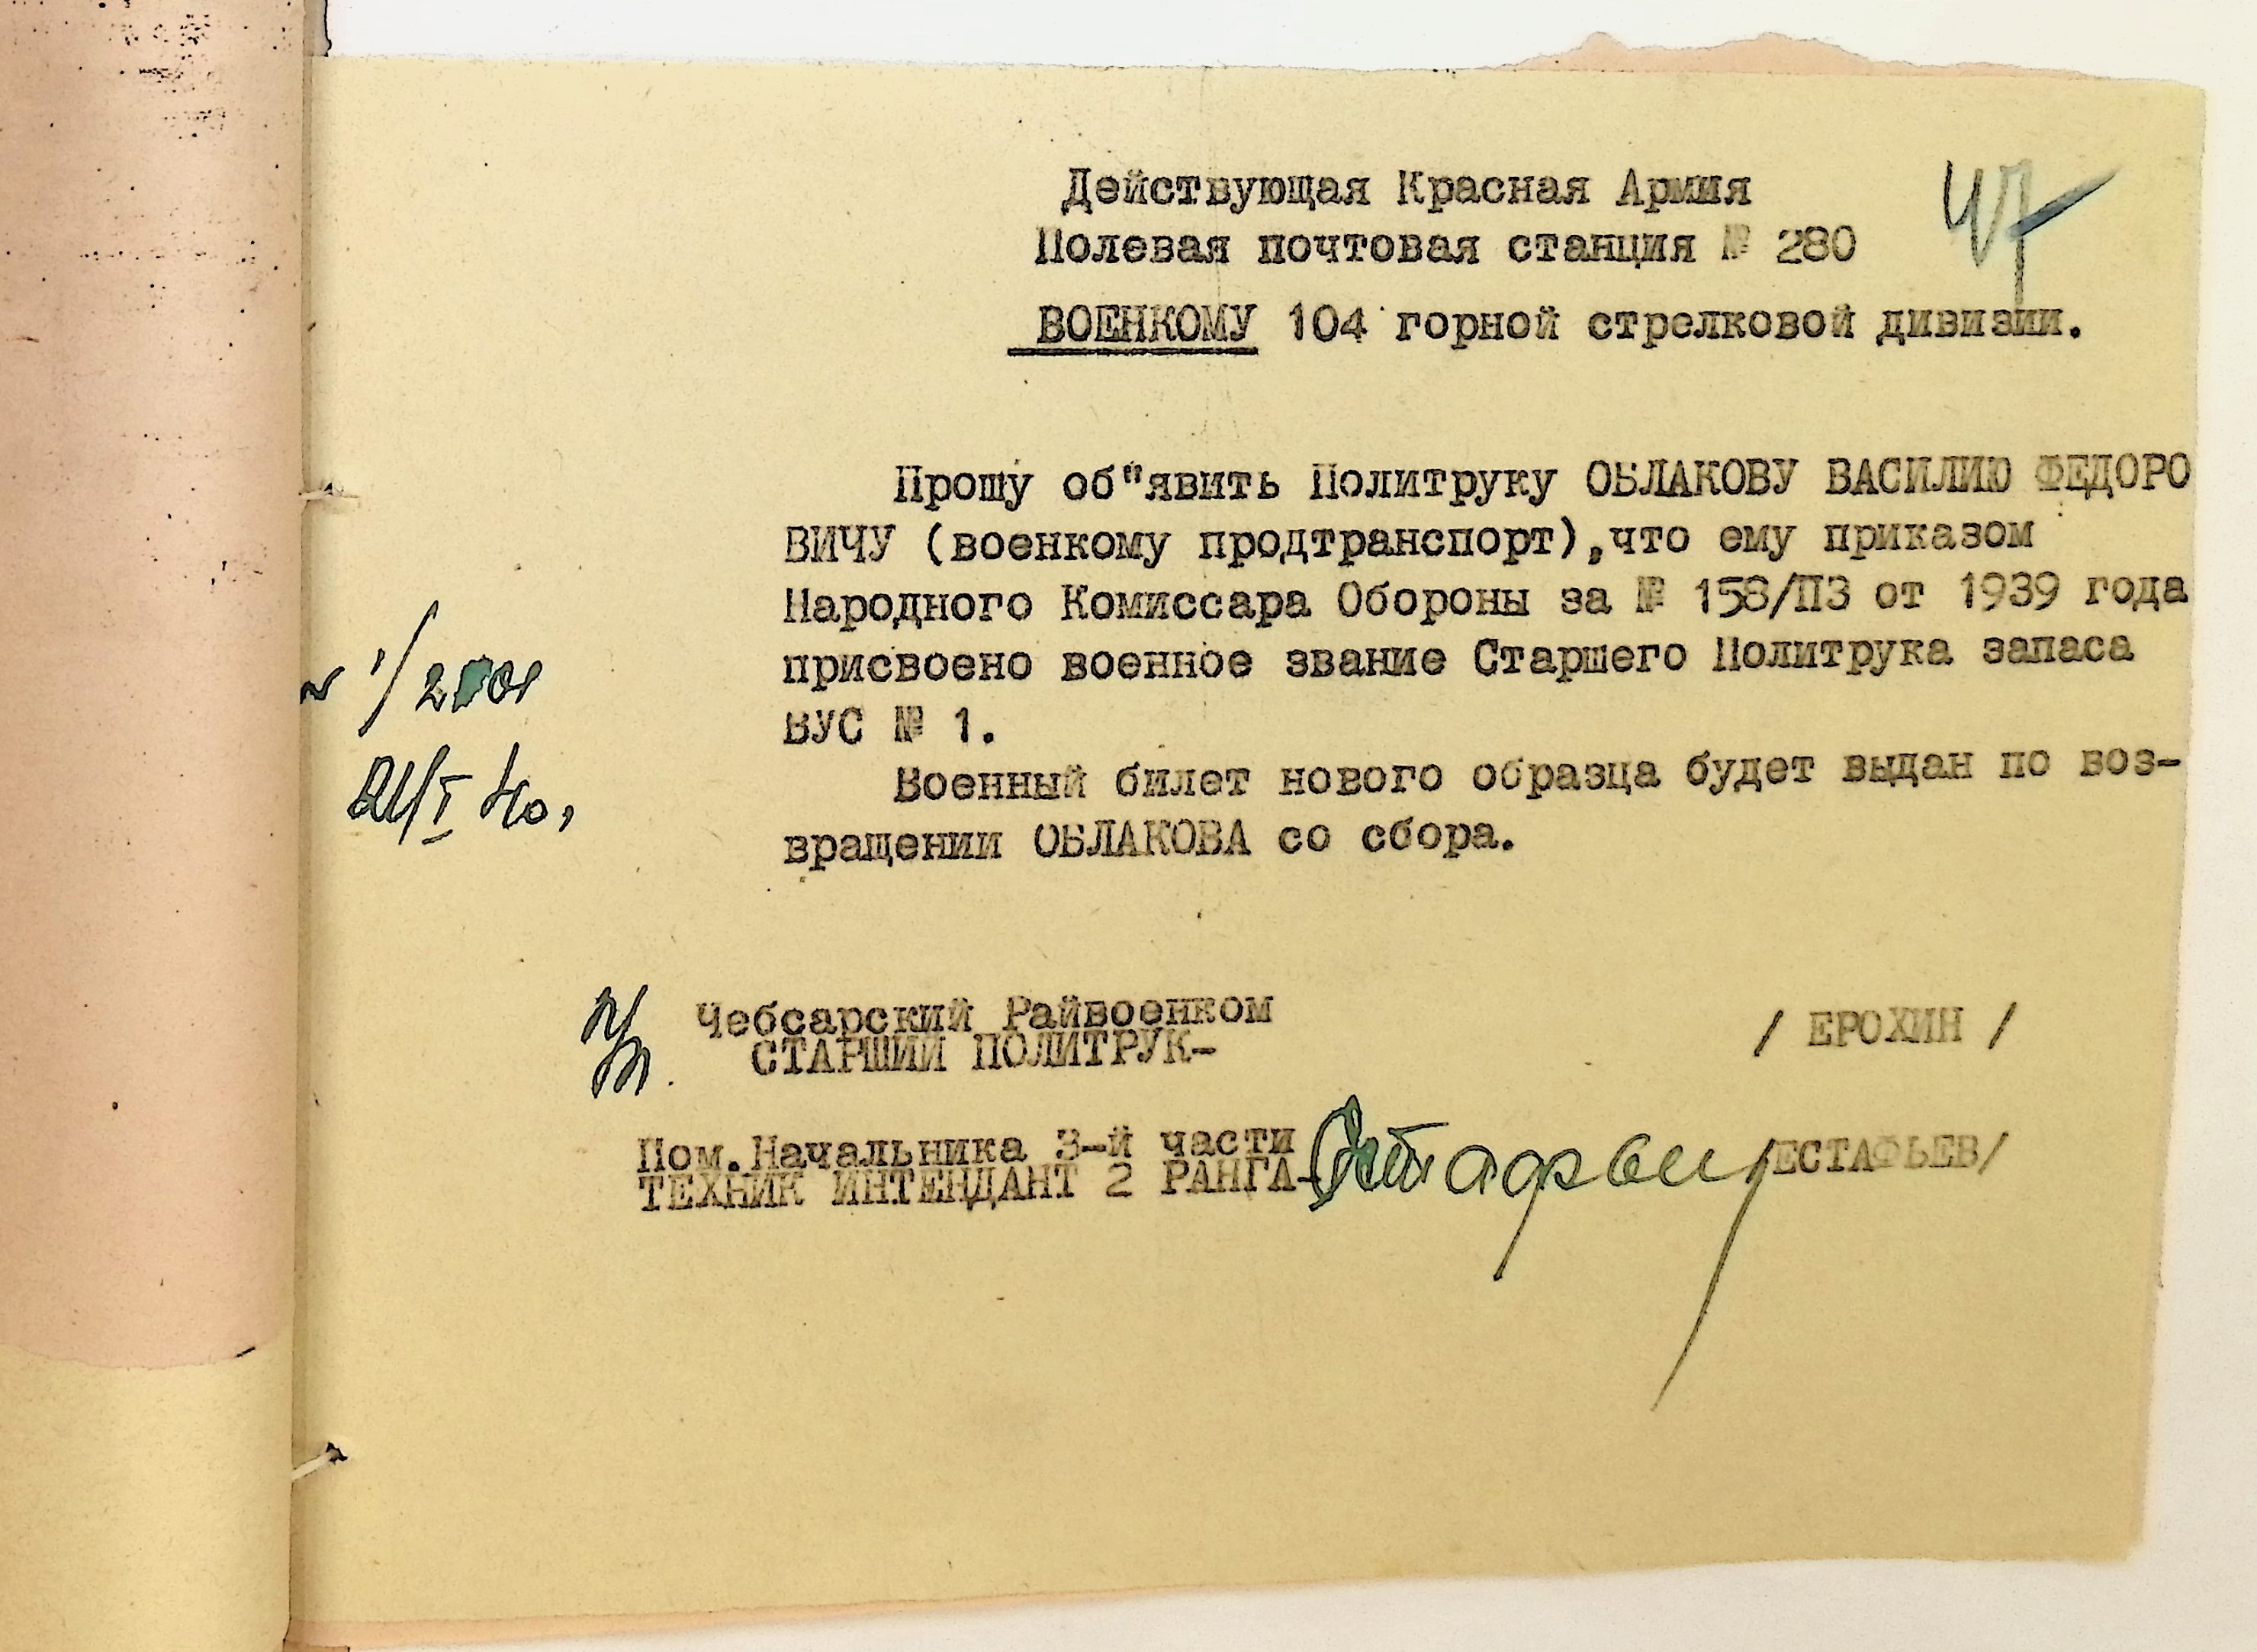 47
Действующая Красная Армия
Полевая почтовая станция № 280
ВОЕНКОМУ 104 горной стрелковой дивизии.
Прошу об"явить Политруку ОБЛАКОВУ ВАСИЛИЮ ФЕДОРО
ВИЧУ (военкому продтранспорт),что ему приказом
Народного Комиссара Обороны за № 158/ПЗ от 1939 года
присвоено военное звание Старшего Политрука запаса
ВУС № 1.
Военный билет нового образца будет выдан по воз-
вращении ОБЛАКОВА со сбора.
Чебсарский Райвоенком
СТАРШИЙ ПОЛИТРУК- / ЕРОХИН /
Пом.Начальника 3-й части
ТЕХНИК ИНТЕНДАНТ 2 РАНГА- /ЕСТАФЬЕВ/